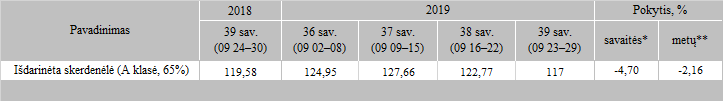 Pavadinimas
2018
2019
Pokytis, %
39 sav.
(09 24–30)
36 sav.
(09 02–08)
37 sav.
(09 09–15)
38 sav.
(09 16–22)
39 sav.
(09 23–29)
savaitės*
metų**
Išdarinėta skerdenėlė (A klasė, 65%)
119,58
124,95
127,66
122,77
117
-4,70
-2,16